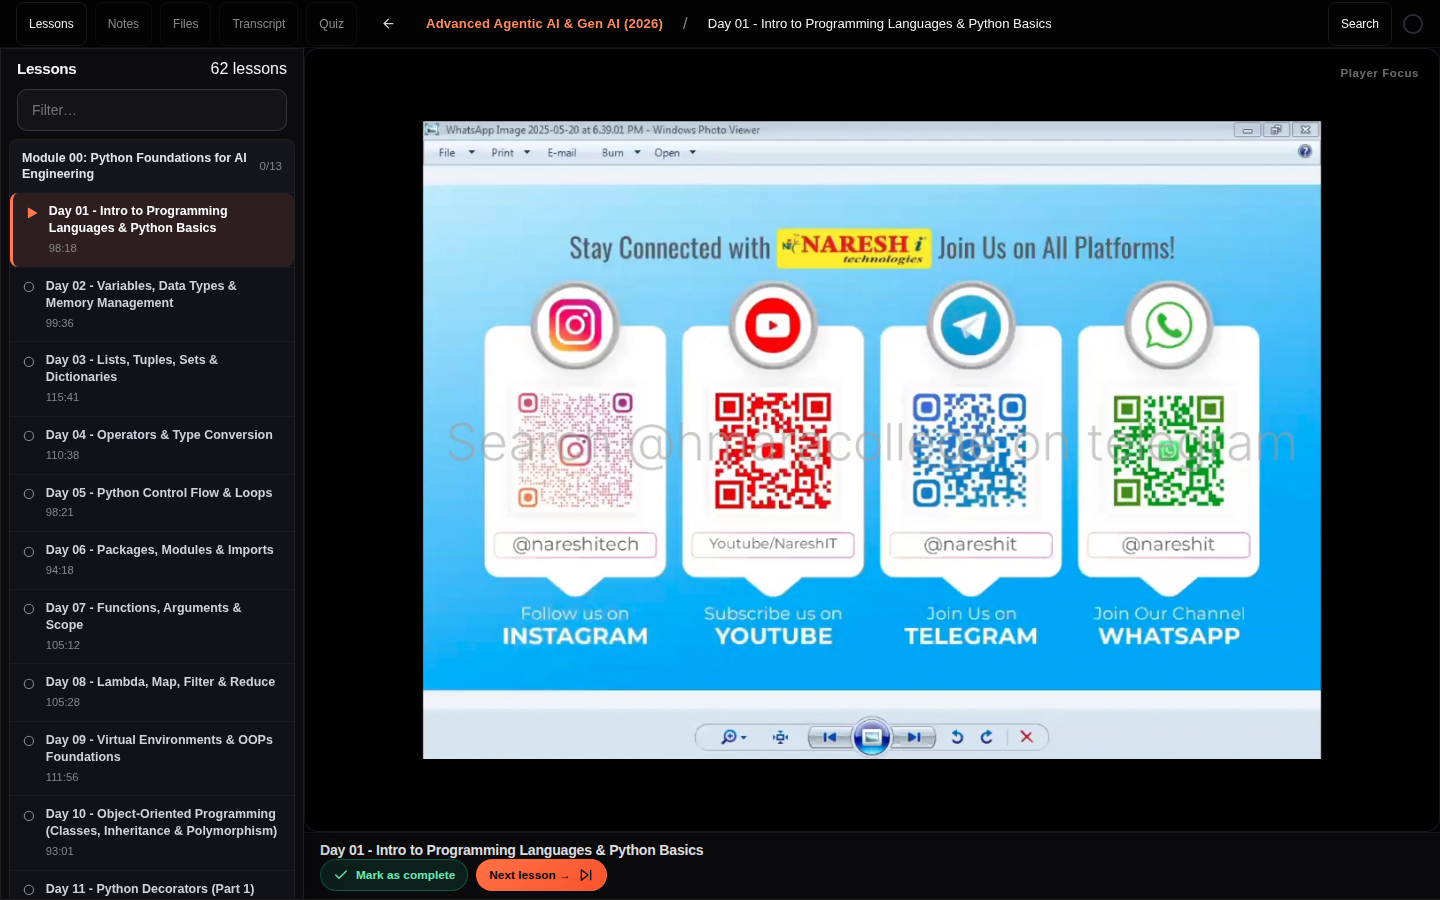 Lessons
Notes
Files
Transcript
Quiz
←
Advanced Agentic AI & Gen AI (2026) / Day 01 - Intro to Programming Languages & Python Basics
Search
Lessons
62 lessons
Filter…
Module 00: Python Foundations for AI
Engineering
0/13
Day 01 - Intro to Programming
Languages & Python Basics
98:18
Day 02 - Variables, Data Types &
Memory Management
99:36
Day 03 - Lists, Tuples, Sets &
Dictionaries
115:41
Day 04 - Operators & Type Conversion
110:38
Day 05 - Python Control Flow & Loops
98:21
Day 06 - Packages, Modules & Imports
94:18
Day 07 - Functions, Arguments &
Scope
105:12
Day 08 - Lambda, Map, Filter & Reduce
105:28
Day 09 - Virtual Environments & OOPs
Foundations
111:56
Day 10 - Object-Oriented Programming
(Classes, Inheritance & Polymorphism)
93:01
Day 11 - Python Decorators (Part 1)
Player Focus
WhatsApp Image 2025-05-20 at 6.39.01 PM - Windows Photo Viewer
File Print E-mail Burn Open
Stay Connected with NARESH i technologies Join Us on All Platforms!
Search @hmaracollege on telegram
@nareshitech
Youtube/NareshIT
@nareshit
@nareshit
Follow us on
INSTAGRAM
Subscribe us on
YOUTUBE
Join Us on
TELEGRAM
Join Our Channel
WHATSAPP
Day 01 - Intro to Programming Languages & Python Basics
Mark as complete
Next lesson →